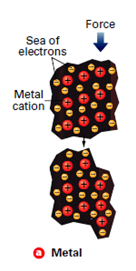 Force
Sea of
electrons
Metal
cation
a Metal